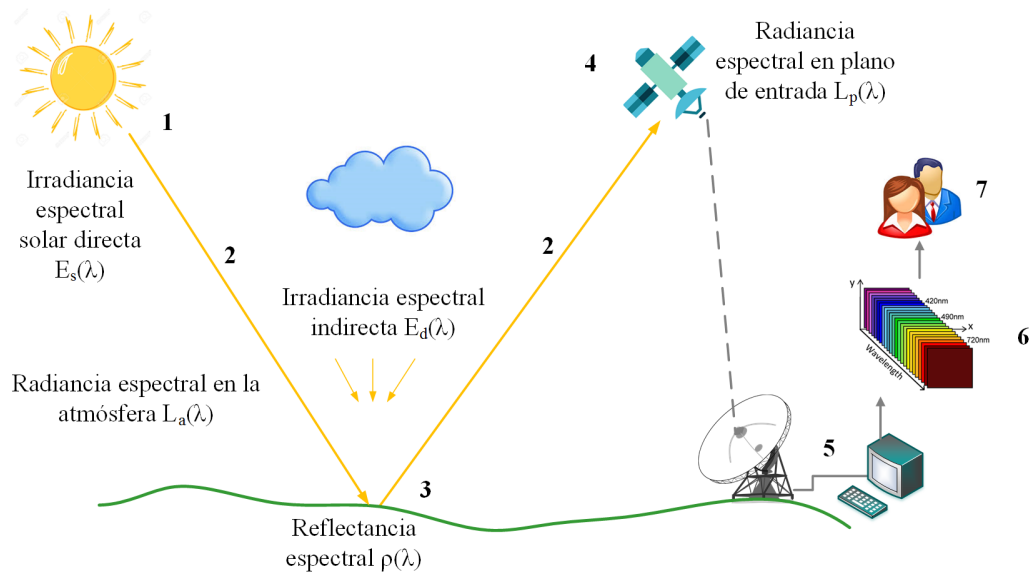 1
Irradiancia
espectral
solar directa
Es(λ)
2
Irradiancia espectral
indirecta Ed(λ)
Radiancia espectral en la
atmósfera La(λ)
3
Reflectancia
espectral ρ(λ)
2
4
Radiancia
espectral en plano
de entrada Lp(λ)
5
y
420nm
490nm
x
720nm
Wavelength
6
7